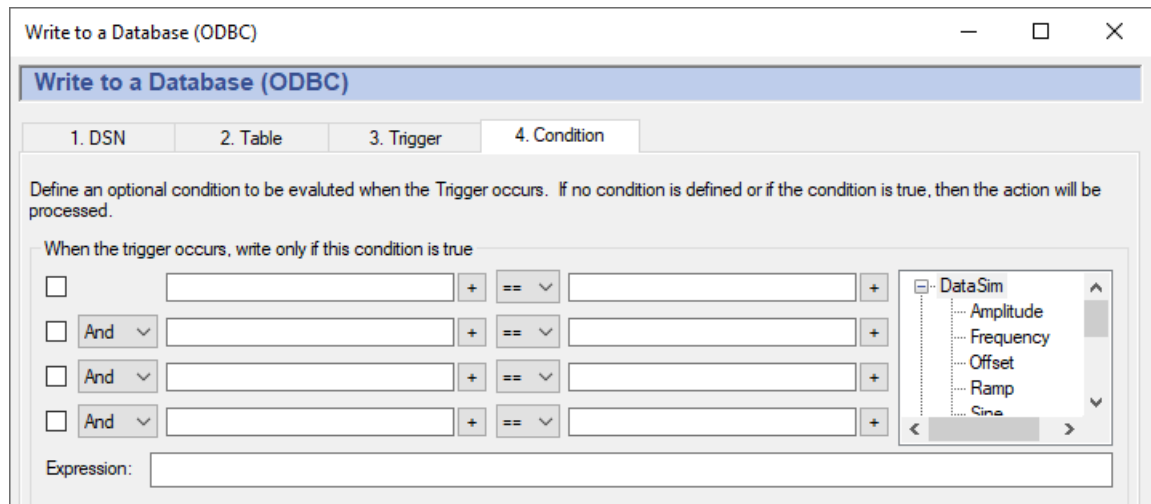 Write to a Database (ODBC)
Write to a Database (ODBC)
1. DSN 2. Table 3. Trigger 4. Condition
Define an optional condition to be evaluted when the Trigger occurs.  If no condition is defined or if the condition is true, then the action will be
processed.
When the trigger occurs, write only if this condition is true
+ == +
And + == +
And + == +
And + == +
DataSim
Amplitude
Frequency
Offset
Ramp
Sine
Expression: